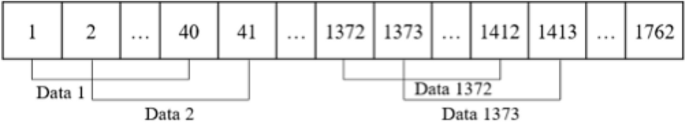 1 2 … 40 41 … 1372 1373 … 1412 1413 … 1762
Data 1 Data 1372
Data 2 Data 1373